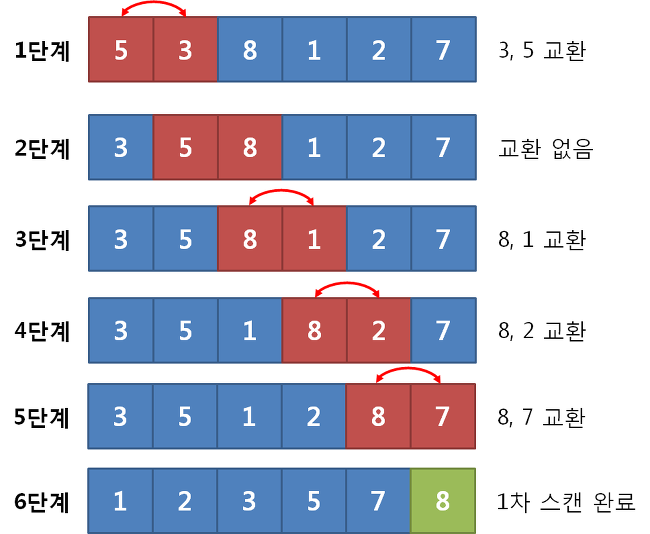 1단계 5 3 8 1 2 7 3, 5 교환
2단계 3 5 8 1 2 7 교환 없음
3단계 3 5 8 1 2 7 8, 1 교환
4단계 3 5 1 8 2 7 8, 2 교환
5단계 3 5 1 2 8 7 8, 7 교환
6단계 1 2 3 5 7 8 1차 스캔 완료